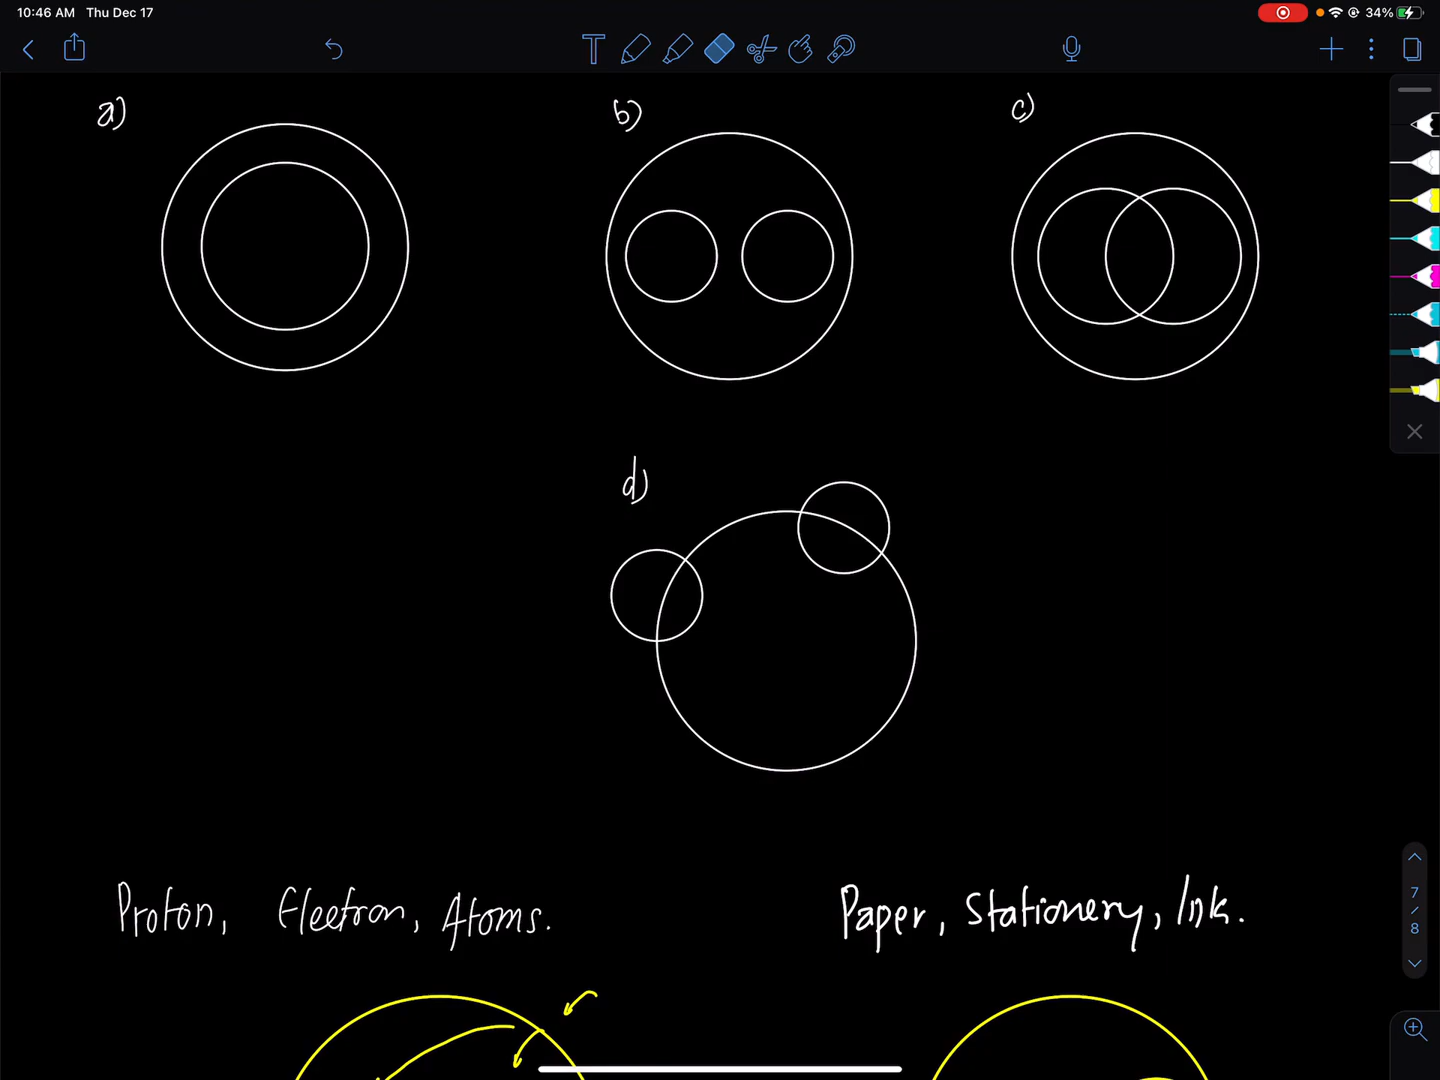 10:46 AM Thu Dec 17
34%
a)
b)
c)
d)
Proton, Electron, Atoms.
Paper, Stationery, Ink.
7
/
8